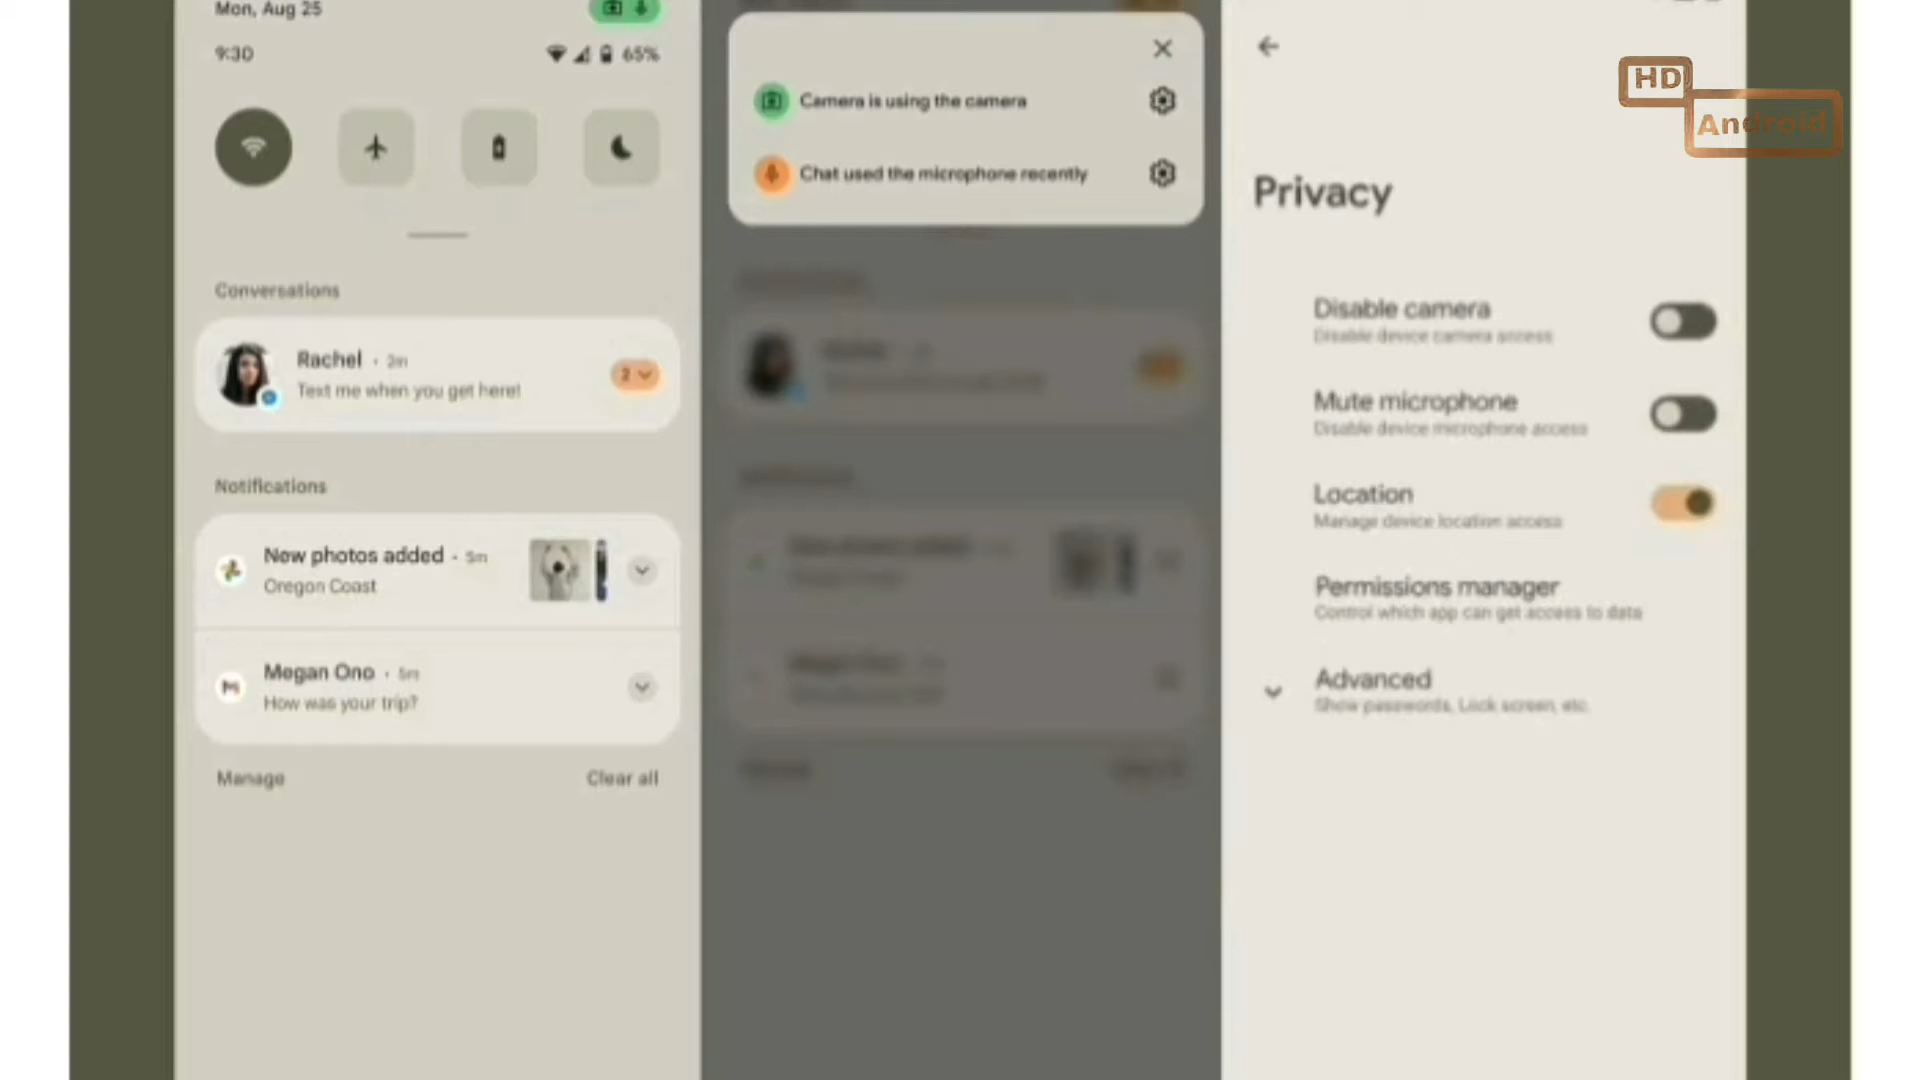 Mon, Aug 25
9:30
65%
Conversations
Rachel · 2m
Text me when you get here!
2
Notifications
New photos added · 5m
Oregon Coast
Megan Ono · 5m
How was your trip?
Manage
Clear all
Camera is using the camera
Chat used the microphone recently
Privacy
Disable camera
Disable device camera access
Mute microphone
Disable device microphone access
Location
Manage device location access
Permissions manager
Control which app can get access to data
Advanced
Show passwords, Lock screen, etc.
HD
Android